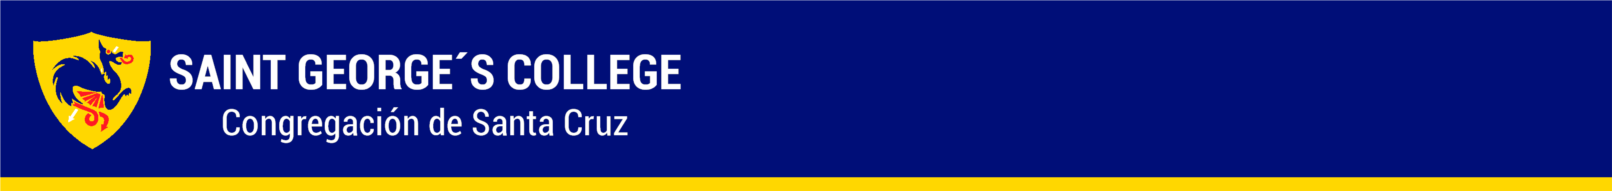 SAINT GEORGE´S COLLEGE
Congregación de Santa Cruz